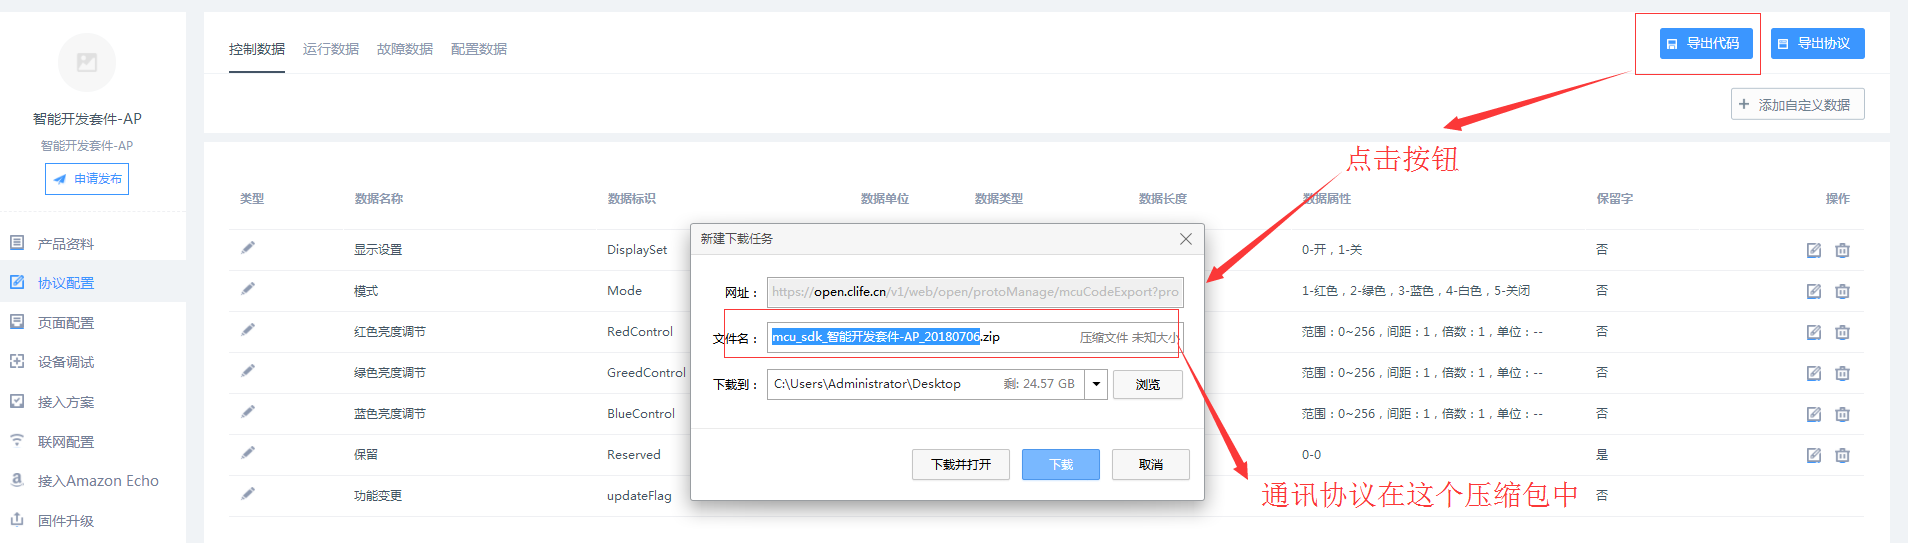 智能开发套件-AP
智能开发套件-AP
申请发布
产品资料
协议配置
页面配置
设备调试
接入方案
联网配置
接入Amazon Echo
固件升级
控制数据 运行数据 故障数据 配置数据
导出代码 导出协议
+ 添加自定义数据
点击按钮
类型 数据名称 数据标识 数据单位 数据类型 数据长度 数据属性 保留字 操作
显示设置 DisplaySet 0-开，1-关 否
模式 Mode 1-红色，2-绿色，3-蓝色，4-白色，5-关闭 否
红色亮度调节 RedControl 范围：0~256，间距：1，倍数：1，单位：-- 否
绿色亮度调节 GreedControl 范围：0~256，间距：1，倍数：1，单位：-- 否
蓝色亮度调节 BlueControl 范围：0~256，间距：1，倍数：1，单位：-- 否
保留 Reserved 0-0 是
功能变更 updateFlag 否
新建下载任务
网址： https://open.clife.cn/v1/web/open/protoManage/mcuCodeExport?pro
文件名： mcu_sdk_智能开发套件-AP_20180706.zip 压缩文件 未知大小
下载到： C:\Users\Administrator\Desktop 剩: 24.57 GB 浏览
下载并打开 下载 取消
通讯协议在这个压缩包中